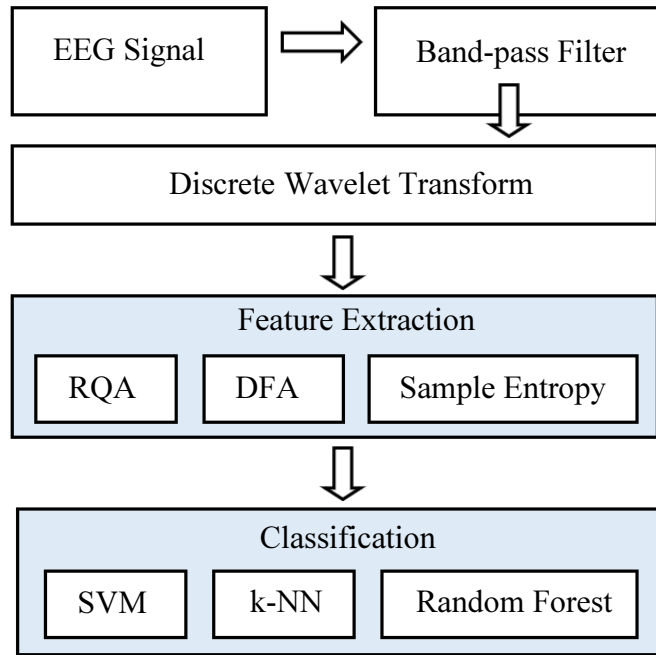 EEG Signal
Band-pass Filter
Discrete Wavelet Transform
Feature Extraction
RQA
DFA
Sample Entropy
Classification
SVM
k-NN
Random Forest